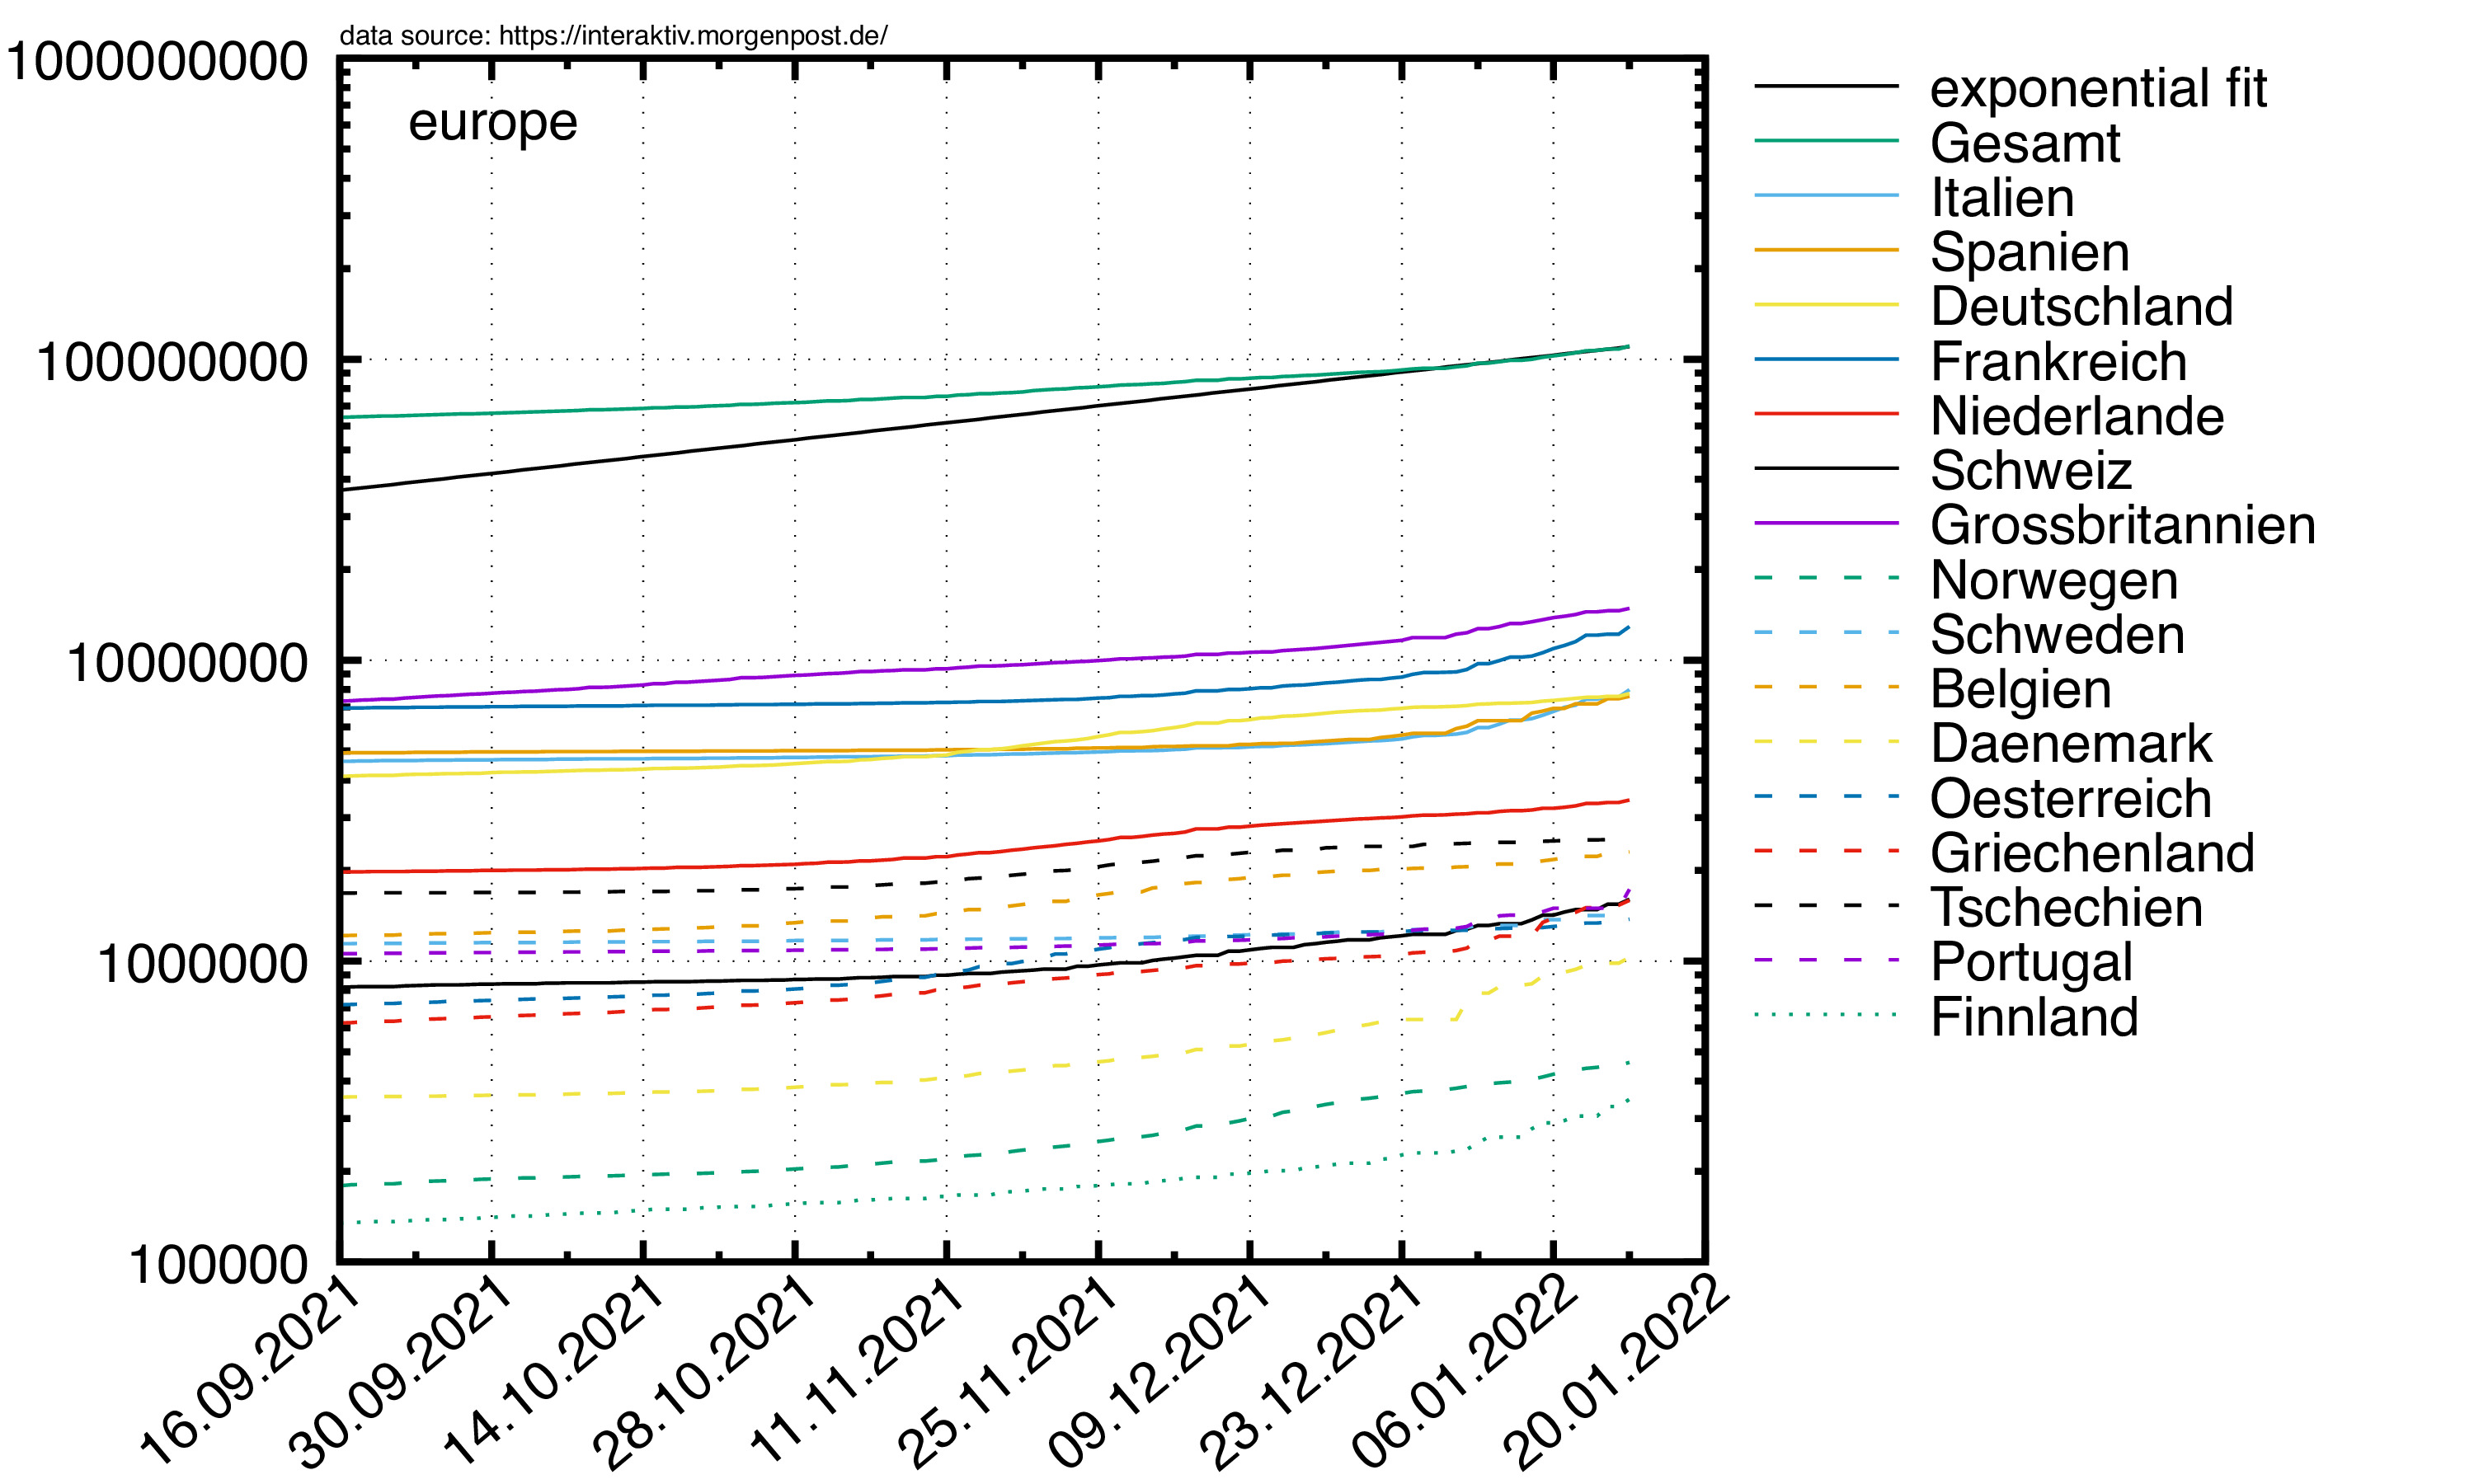 data source: https://interaktiv.morgenpost.de/
europe
1000000000
100000000
10000000
1000000
100000
16.09.2021
30.09.2021
14.10.2021
28.10.2021
11.11.2021
25.11.2021
09.12.2021
23.12.2021
06.01.2022
20.01.2022
exponential fit
Gesamt
Italien
Spanien
Deutschland
Frankreich
Niederlande
Schweiz
Grossbritannien
Norwegen
Schweden
Belgien
Daenemark
Oesterreich
Griechenland
Tschechien
Portugal
Finnland